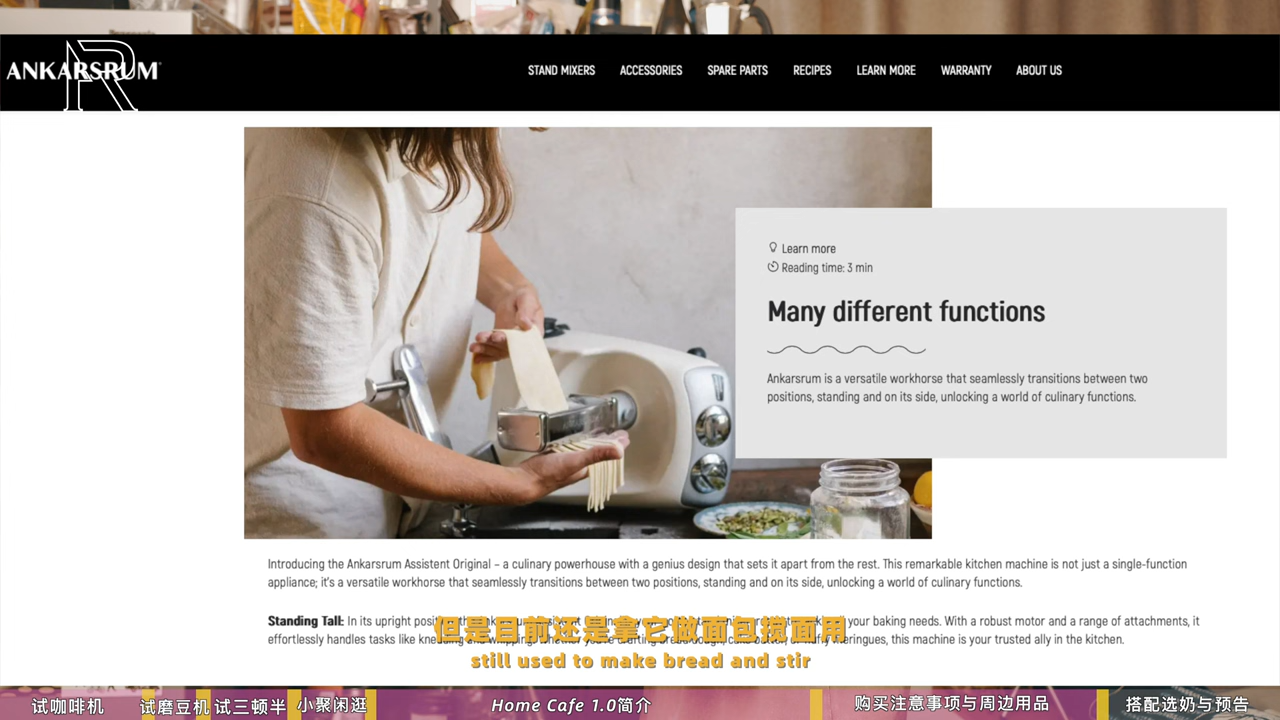 ANKARSRUM
R
STAND MIXERS
ACCESSORIES
SPARE PARTS
RECIPES
LEARN MORE
WARRANTY
ABOUT US
Learn more
Reading time: 3 min
Many different functions
Ankarsrum is a versatile workhorse that seamlessly transitions between two
positions, standing and on its side, unlocking a world of culinary functions.
Introducing the Ankarsrum Assistent Original – a culinary powerhouse with a genius design that sets it apart from the rest. This remarkable kitchen machine is not just a single-function
appliance; it's a versatile workhorse that seamlessly transitions between two positions, standing and on its side, unlocking a world of culinary functions.
Standing Tall: In its upright your baking needs. With a robust motor and a range of attachments, it
effortlessly handles tasks like meringues, this machine is your trusted ally in the kitchen.
但是目前还是拿它做面包搅面用
still used to make bread and stir
试咖啡机
试磨豆机
试三顿半
小聚闲逛
Home Cafe 1.0简介
购买注意事项与周边用品
搭配选奶与预告